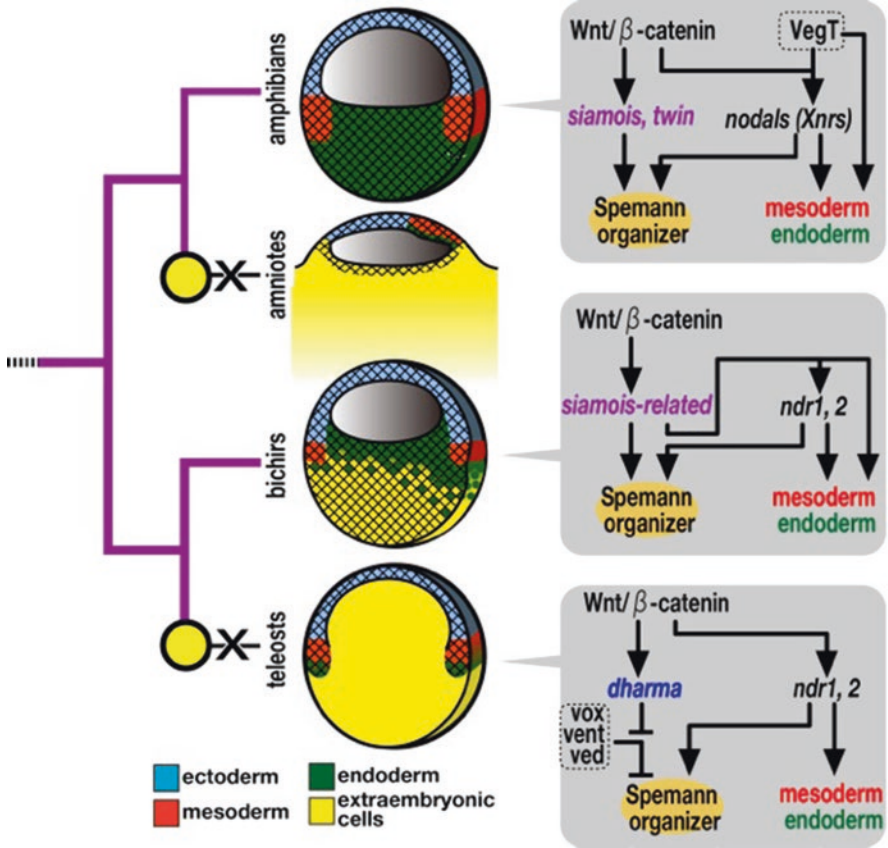 amphibians
amniotes
bichirs
teleosts
X
X
ectoderm
mesoderm
endoderm
extraembryonic
cells
Wnt/β-catenin
VegT
siamois, twin
nodals (Xnrs)
Spemann
organizer
mesoderm
endoderm
Wnt/β-catenin
siamois-related
ndr1, 2
Spemann
organizer
mesoderm
endoderm
Wnt/β-catenin
dharma
ndr1, 2
vox
vent
ved
Spemann
organizer
mesoderm
endoderm